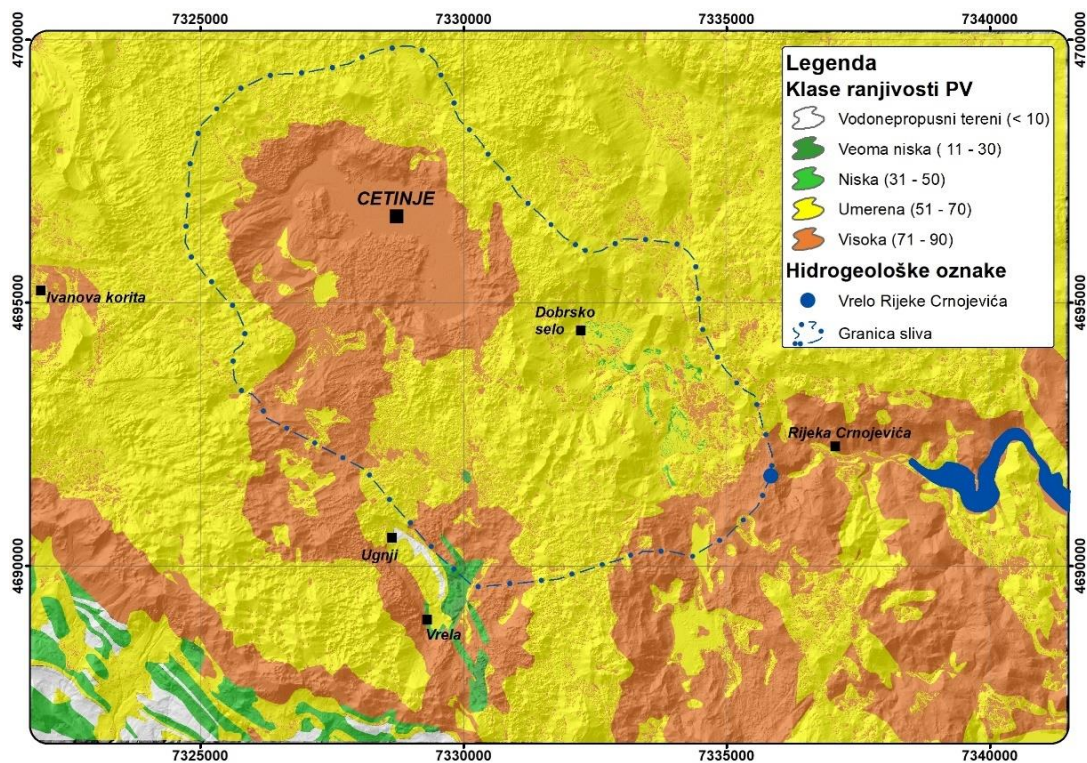 7325000
7330000
7335000
7340000
4700000
4700000
Legenda
Klase ranjivosti PV
Vodonepropusni tereni (< 10)
Veoma niska ( 11 - 30)
Niska (31 - 50)
Umerena (51 - 70)
Visoka (71 - 90)
Hidrogeološke oznake
Vrelo Rijeke Crnojevića
Granica sliva
CETINJE
Ivanova korita
4695000
4695000
Dobrsko
selo
Rijeka Crnojevića
Ugnji
4690000
4690000
Vrela
7325000
7330000
7335000
7340000